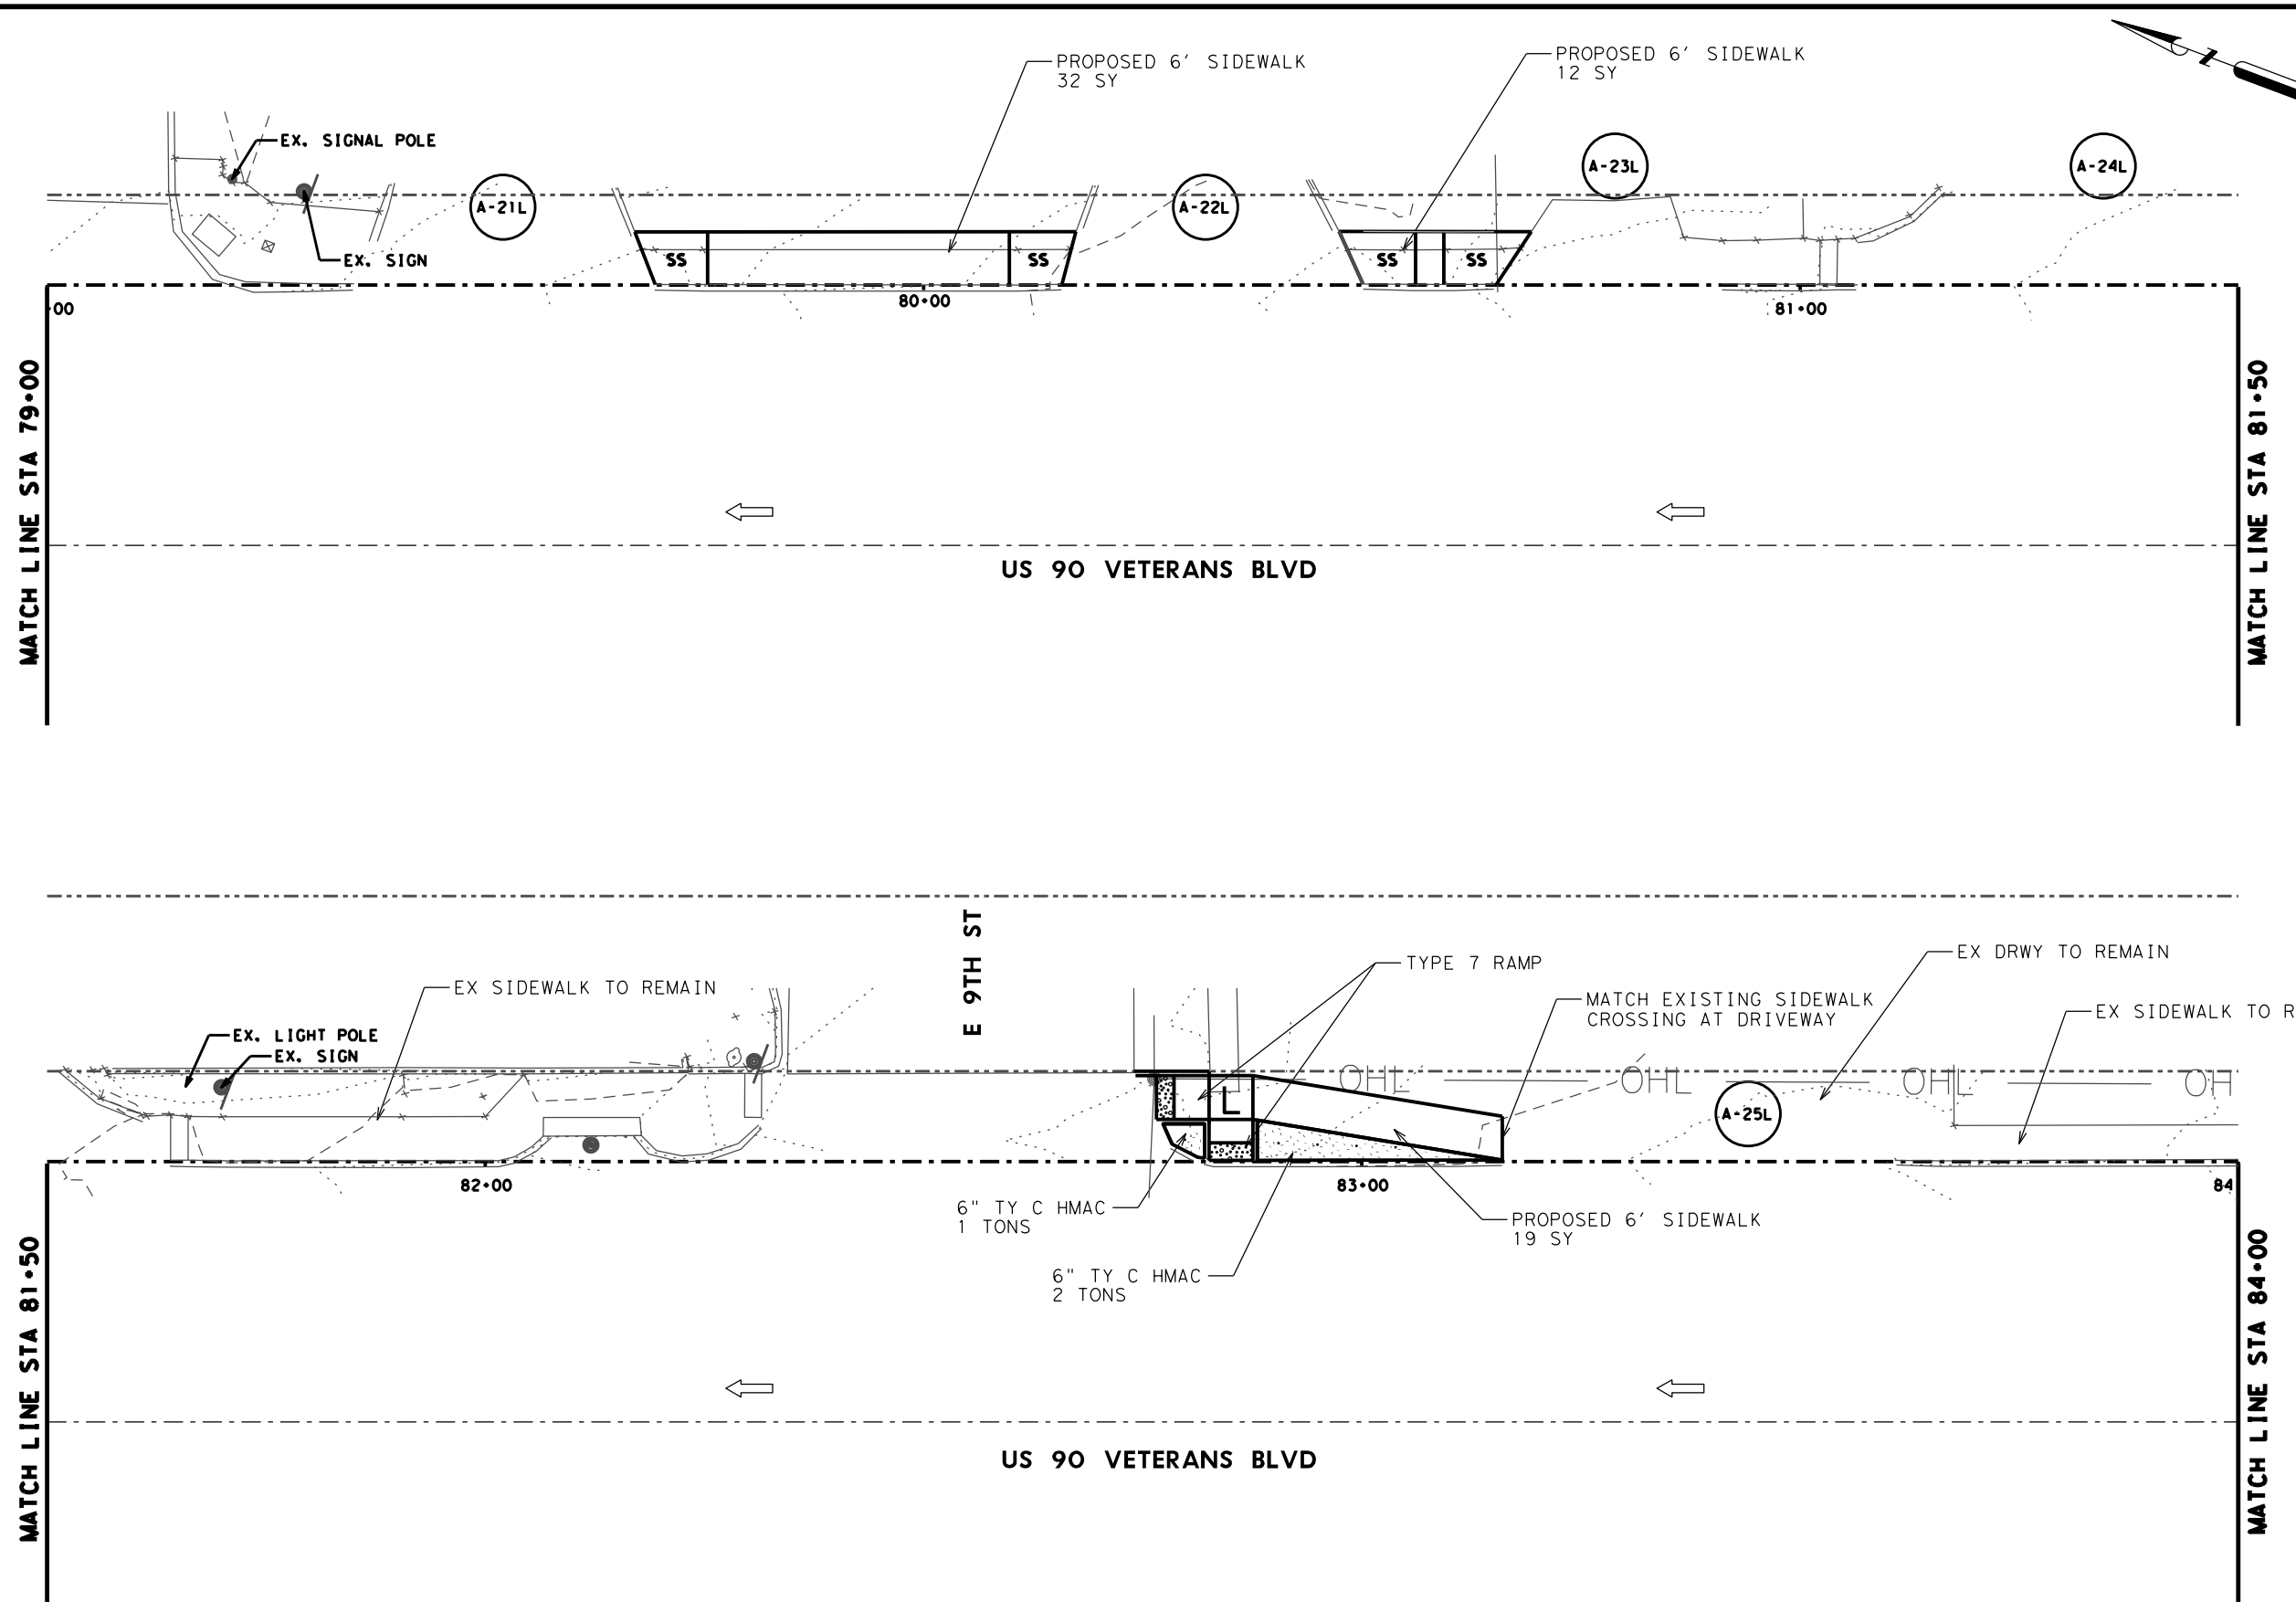 PROPOSED 6' SIDEWALK
32 SY
PROPOSED 6' SIDEWALK
12 SY
N
EX. SIGNAL POLE
EX. SIGN
A-21L
A-22L
A-23L
A-24L
SS
SS
SS
SS
+00
80+00
81+00
MATCH LINE STA 79+00
MATCH LINE STA 81+50
US 90 VETERANS BLVD
E 9TH ST
TYPE 7 RAMP
EX DRWY TO REMAIN
EX SIDEWALK TO REMAIN
MATCH EXISTING SIDEWALK
CROSSING AT DRIVEWAY
EX SIDEWALK TO R
EX. LIGHT POLE
EX. SIGN
L
OHL
OHL
OHL
OH
A-25L
82+00
83+00
84
6" TY C HMAC
1 TONS
PROPOSED 6' SIDEWALK
19 SY
6" TY C HMAC
2 TONS
MATCH LINE STA 81+50
MATCH LINE STA 84+00
US 90 VETERANS BLVD